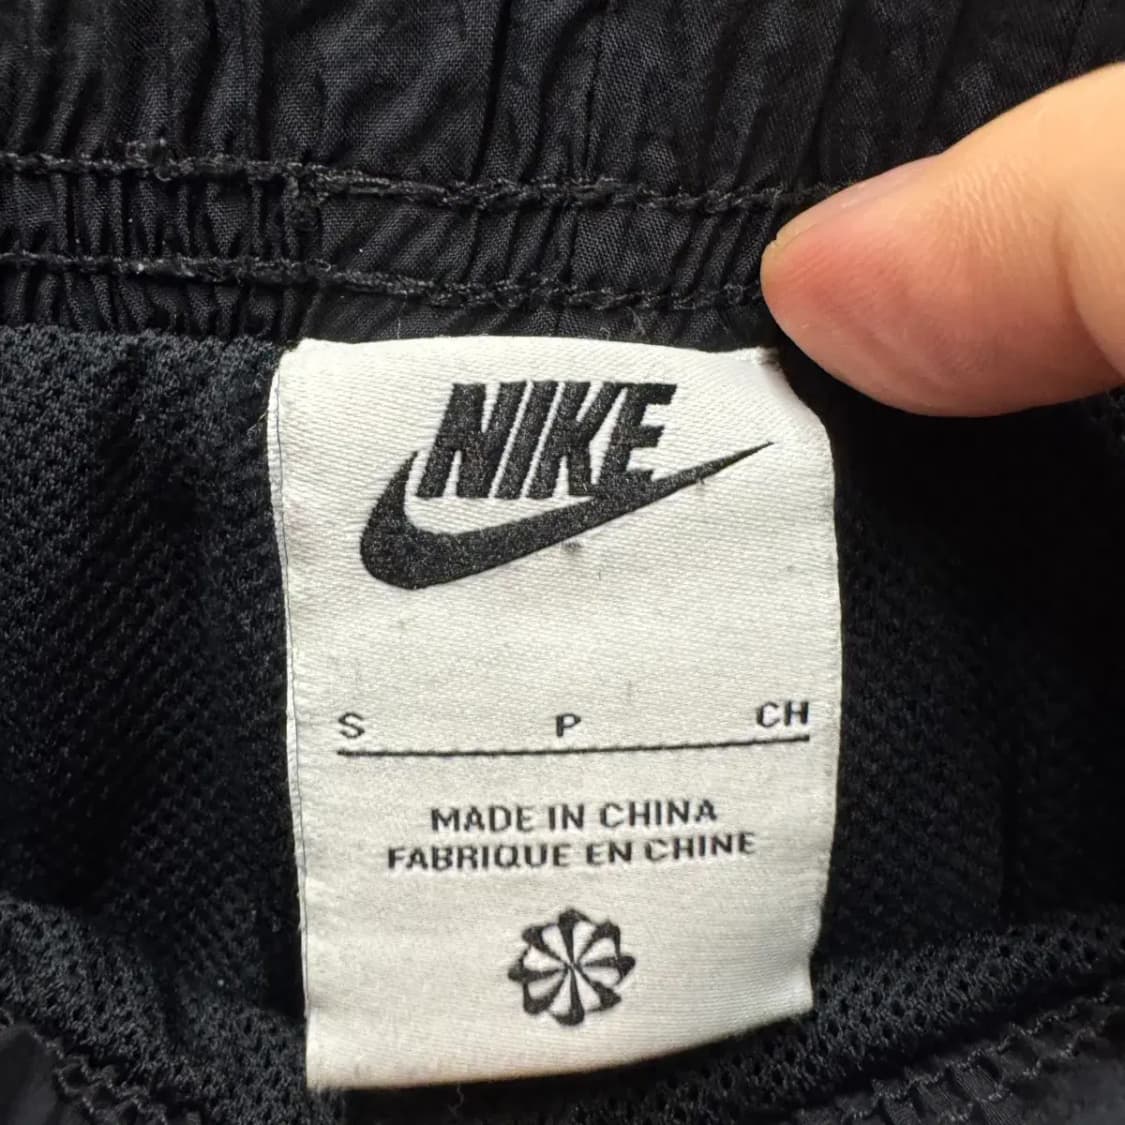 NIKE
S P CH
MADE IN CHINA
FABRIQUE EN CHINE